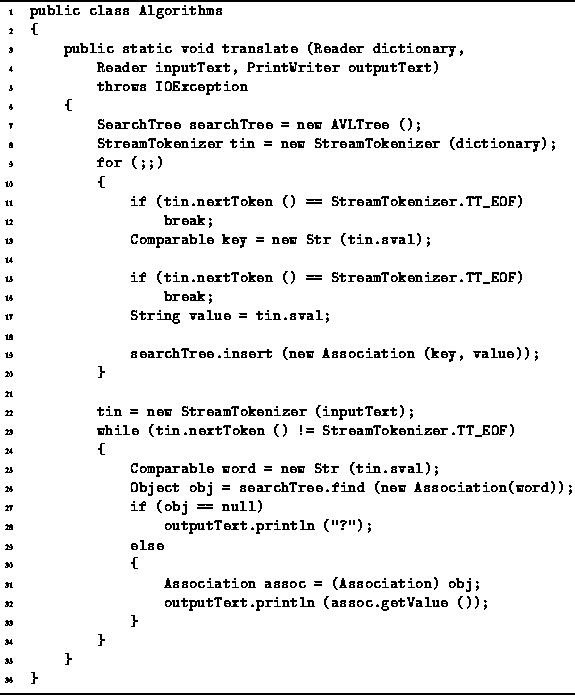 1 public class Algorithms
2 {
3 public static void translate (Reader dictionary,
4 Reader inputText, PrintWriter outputText)
5 throws IOException
6 {
7 SearchTree searchTree = new AVLTree ();
8 StreamTokenizer tin = new StreamTokenizer (dictionary);
9 for (;;)
10 {
11 if (tin.nextToken () == StreamTokenizer.TT_EOF)
12 break;
13 Comparable key = new Str (tin.sval);
14
15 if (tin.nextToken () == StreamTokenizer.TT_EOF)
16 break;
17 String value = tin.sval;
18
19 searchTree.insert (new Association (key, value));
20 }
21
22 tin = new StreamTokenizer (inputText);
23 while (tin.nextToken () != StreamTokenizer.TT_EOF)
24 {
25 Comparable word = new Str (tin.sval);
26 Object obj = searchTree.find (new Association(word));
27 if (obj == null)
28 outputText.println ("?");
29 else
30 {
31 Association assoc = (Association) obj;
32 outputText.println (assoc.getValue ());
33 }
34 }
35 }
36 }